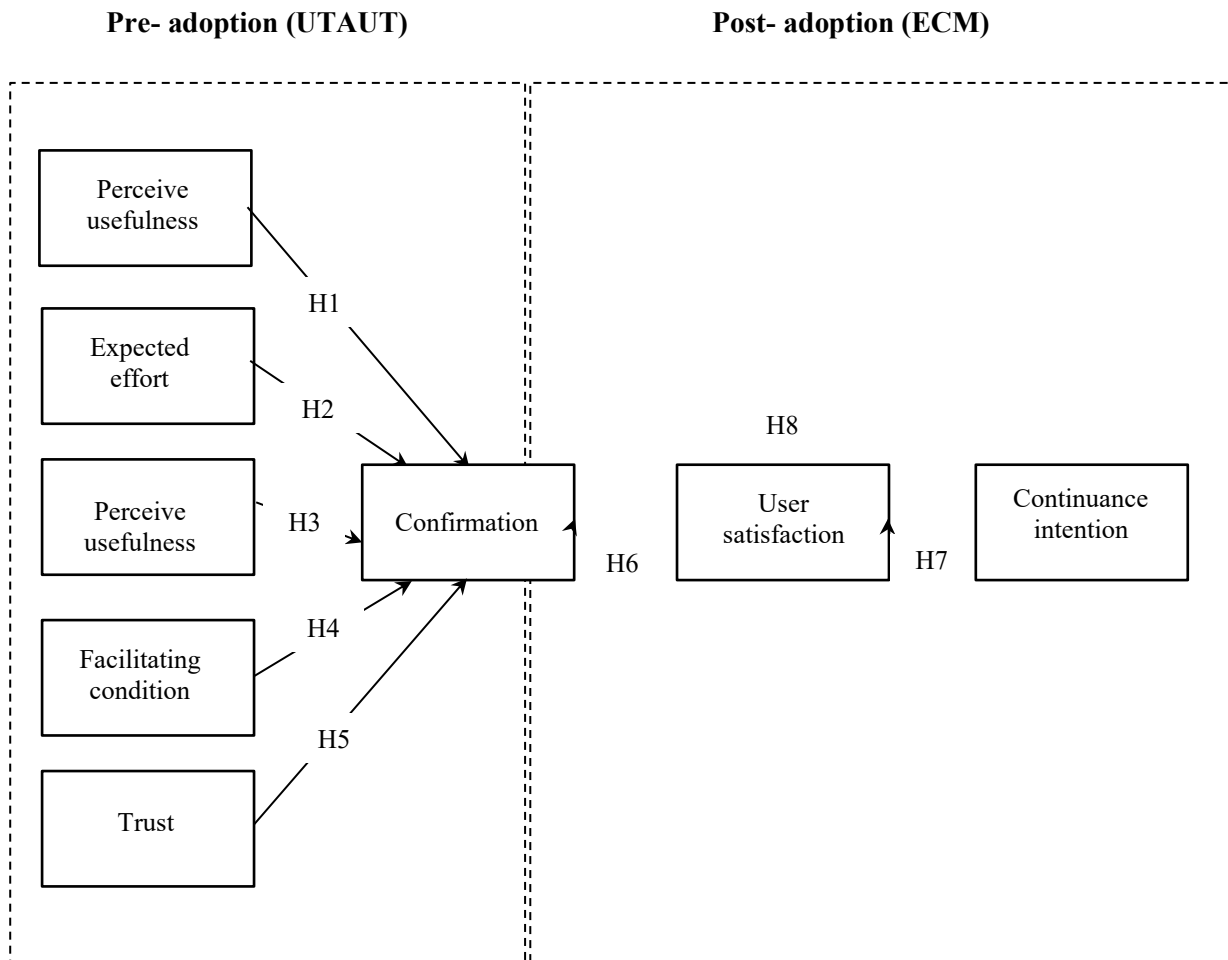 Pre- adoption (UTAUT)
Post- adoption (ECM)
Perceive
usefulness
H1
Expected
effort
H2
H8
Perceive
usefulness
H3
Confirmation
User
satisfaction
Continuance
intention
H6
H7
Facilitating
condition
H4
H5
Trust